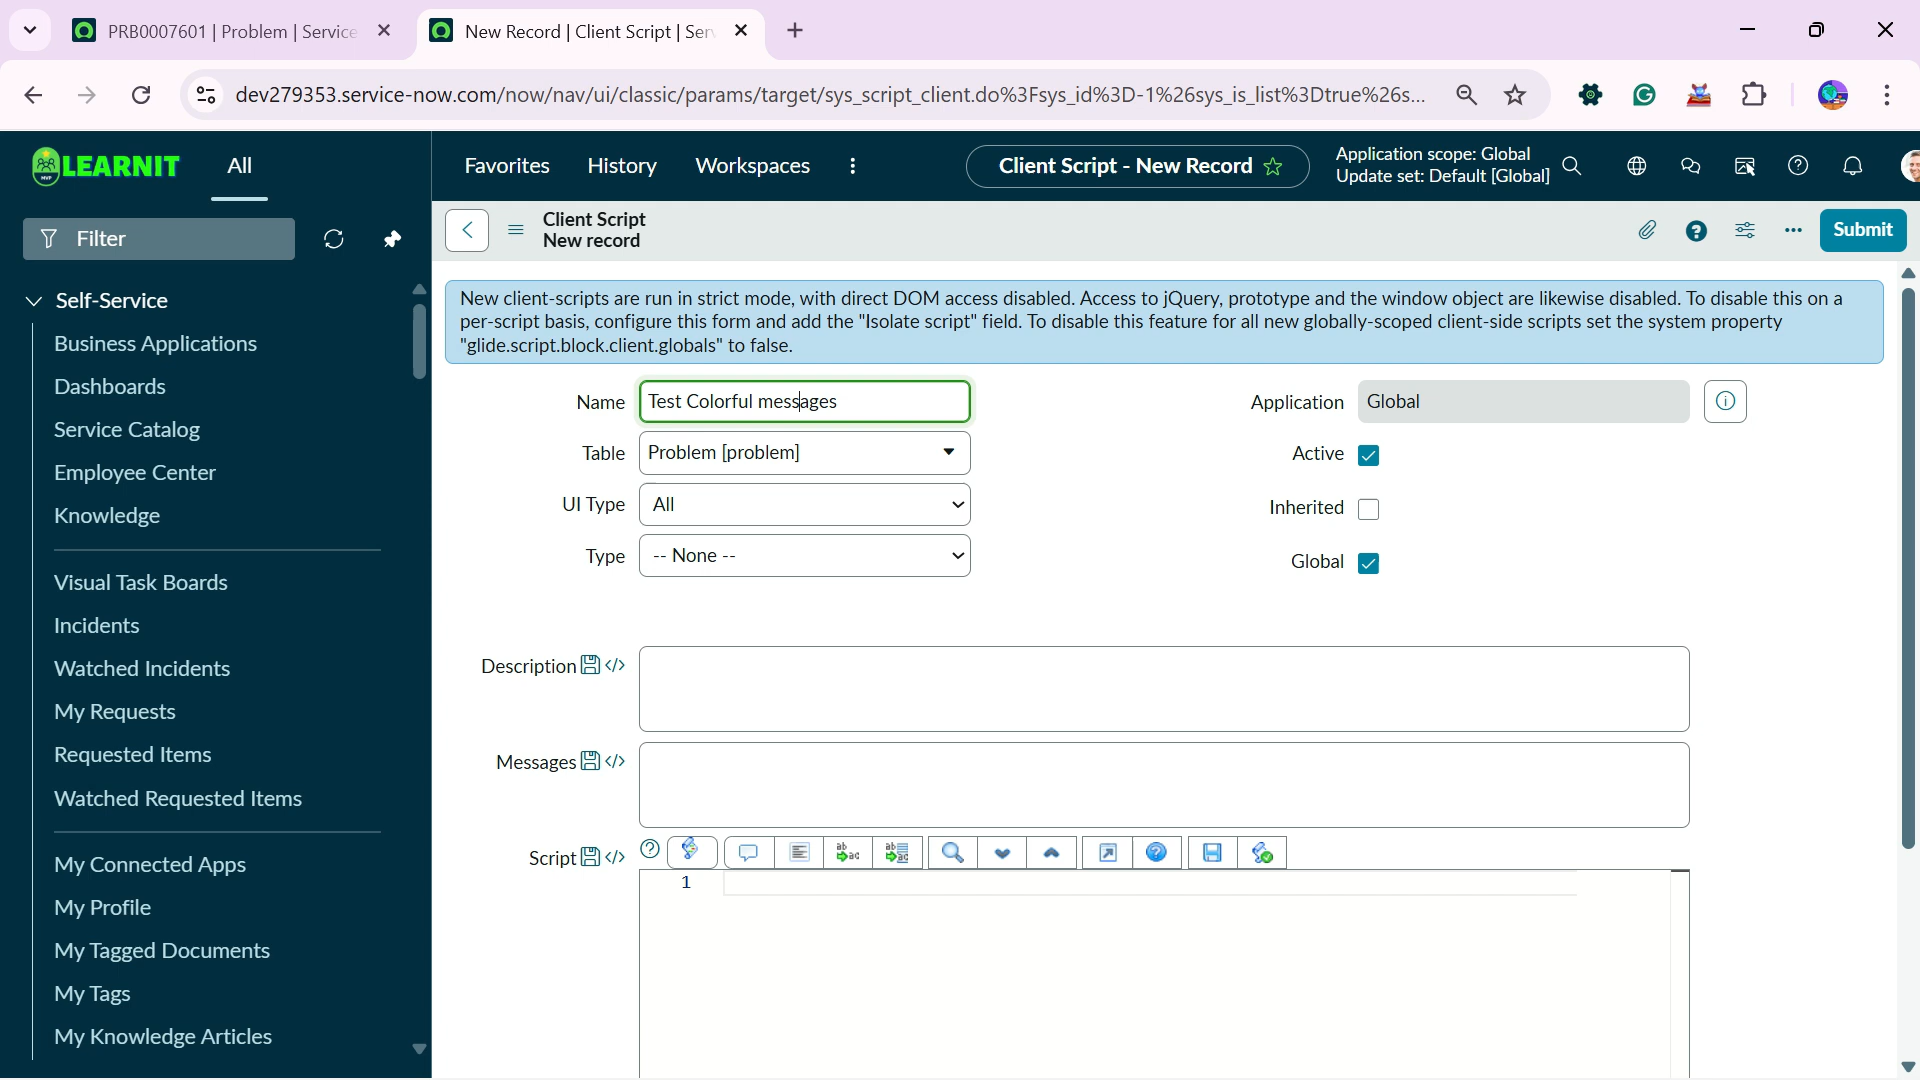 PRB0007601 | Problem | Service
New Record | Client Script | Ser
dev279353.service-now.com/now/nav/ui/classic/params/target/sys_script_client.do%3Fsys_id%3D-1%26sys_is_list%3Dtrue%26s...
LEARNIT
All
Favorites
History
Workspaces
Client Script - New Record
Application scope: Global
Update set: Default [Global]
Filter
Client Script
New record
Submit
Self-Service
Business Applications
Dashboards
Service Catalog
Employee Center
Knowledge
Visual Task Boards
Incidents
Watched Incidents
My Requests
Requested Items
Watched Requested Items
My Connected Apps
My Profile
My Tagged Documents
My Tags
My Knowledge Articles
New client-scripts are run in strict mode, with direct DOM access disabled. Access to jQuery, prototype and the window object are likewise disabled. To disable this on a
per-script basis, configure this form and add the "Isolate script" field. To disable this feature for all new globally-scoped client-side scripts set the system property
"glide.script.block.client.globals" to false.
Name Test Colorful messages
Application Global
Table Problem [problem]
Active
UI Type All
Inherited
Type -- None --
Global
Description
Messages
Script
1